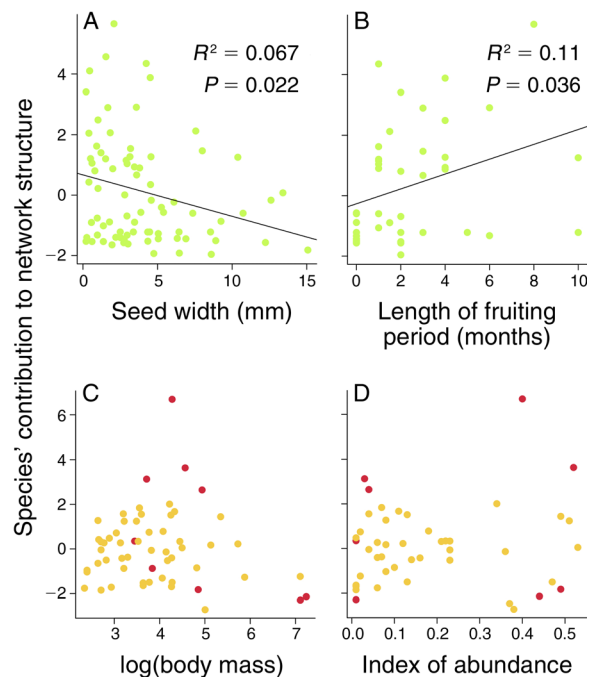 A
R² = 0.067
P = 0.022
B
R² = 0.11
P = 0.036
Species' contribution to network structure
4
2
0
−2
0
5
10
15
0
2
4
6
8
10
Seed width (mm)
Length of fruiting
period (months)
C
D
6
4
2
0
−2
3
4
5
6
7
0.0
0.1
0.2
0.3
0.4
0.5
log(body mass)
Index of abundance